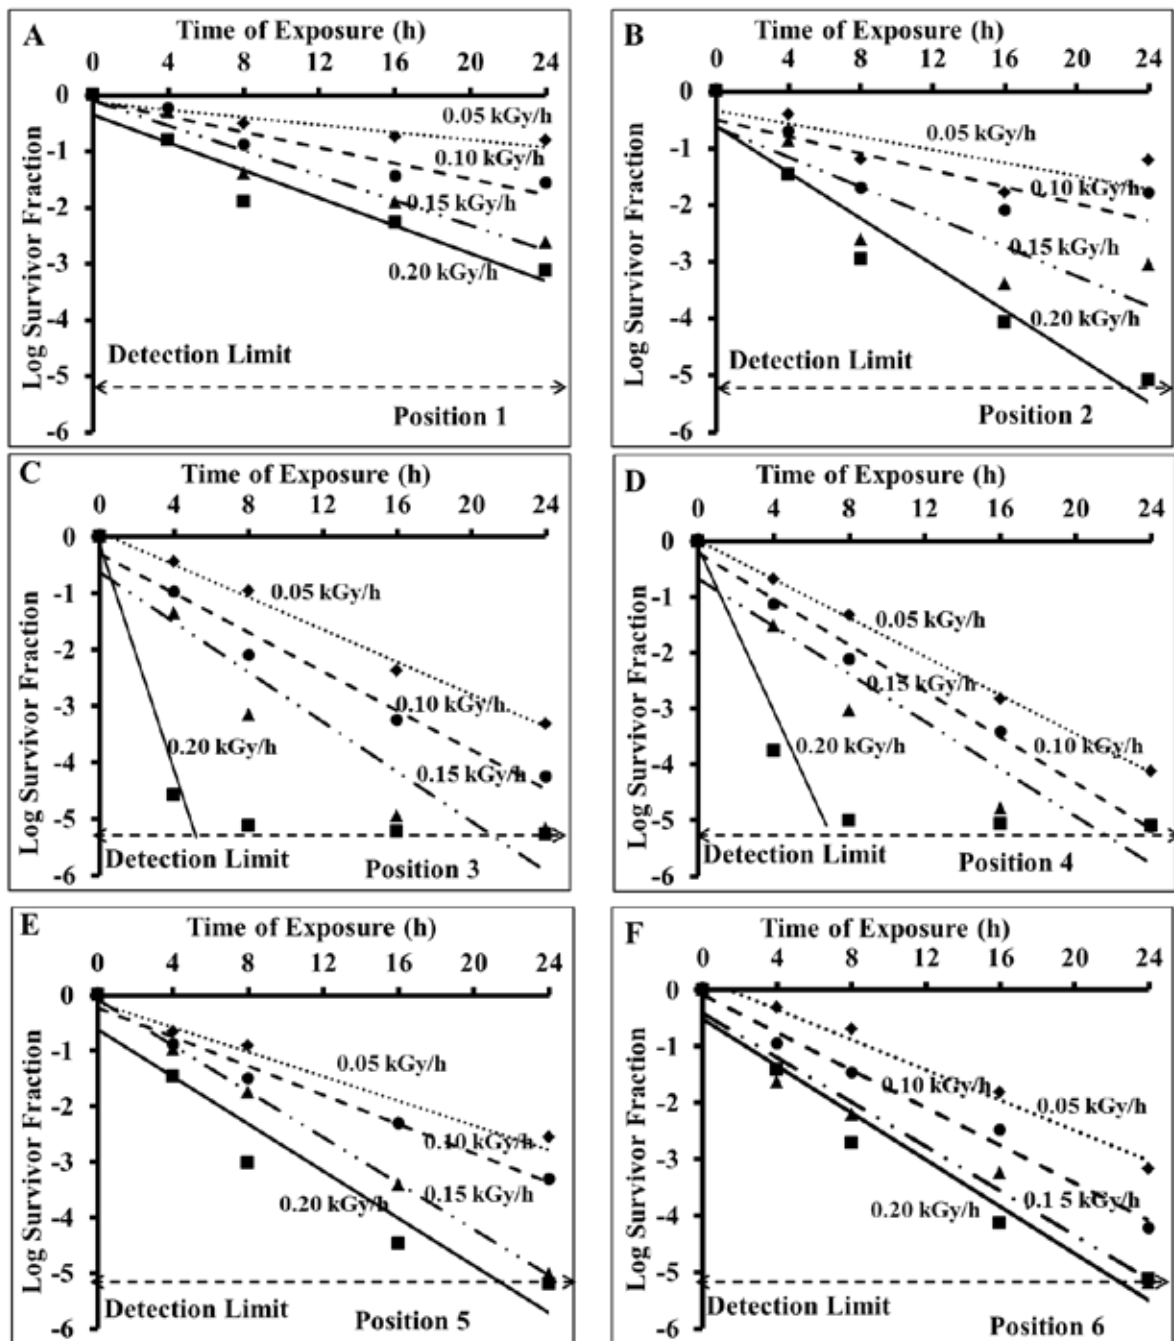 A
Time of Exposure (h)
0 4 8 12 16 20 24
Log Survivor Fraction
0
-1
-2
-3
-4
-5
-6
0.05 kGy/h
0.10 kGy/h
0.15 kGy/h
0.20 kGy/h
Detection Limit
Position 1
B
Time of Exposure (h)
0 4 8 12 16 20 24
Log Survivor Fraction
0
-1
-2
-3
-4
-5
-6
0.05 kGy/h
0.10 kGy/h
0.15 kGy/h
0.20 kGy/h
Detection Limit
Position 2
C
Time of Exposure (h)
0 4 8 12 16 20 24
Log Survivor Fraction
0
-1
-2
-3
-4
-5
-6
0.05 kGy/h
0.10 kGy/h
0.20 kGy/h
0.15 kGy/h
Detection Limit
Position 3
D
Time of Exposure (h)
0 4 8 12 16 20 24
Log Survivor Fraction
0
-1
-2
-3
-4
-5
-6
0.05 kGy/h
0.15 kGy/h
0.20 kGy/h
0.10 kGy/h
Detection Limit
Position 4
E
Time of Exposure (h)
0 4 8 12 16 20 24
Log Survivor Fraction
0
-1
-2
-3
-4
-5
-6
0.05 kGy/h
0.10 kGy/h
0.15 kGy/h
0.20 kGy/h
Detection Limit
Position 5
F
Time of Exposure (h)
0 4 8 12 16 20 24
Log Survivor Fraction
0
-1
-2
-3
-4
-5
-6
0.10 kGy/h
0.05 kGy/h
0.15 kGy/h
0.20 kGy/h
Detection Limit
Position 6